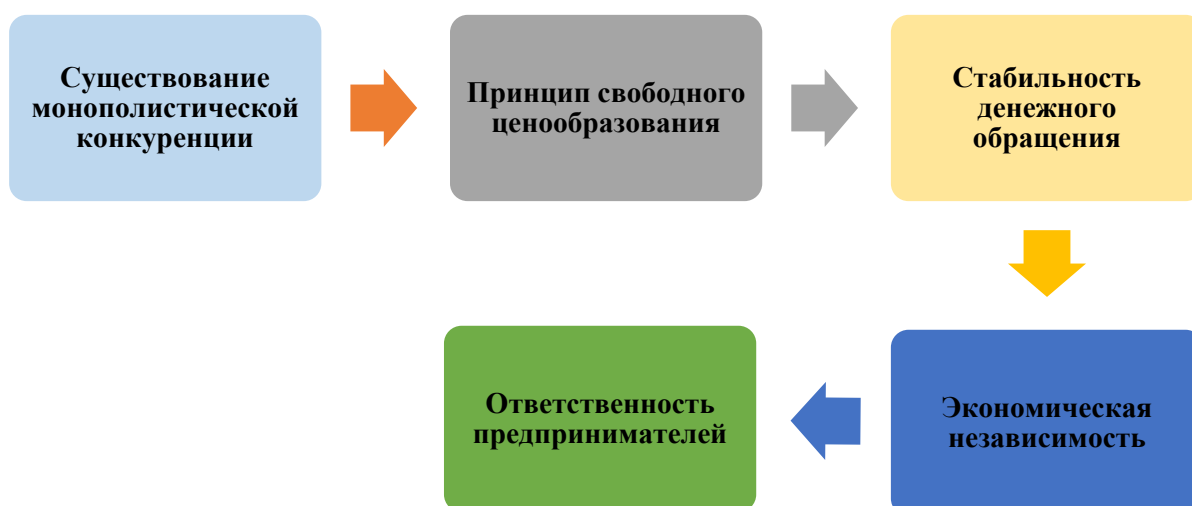 Существование
монополистической
конкуренции
Принцип свободного
ценообразования
Стабильность
денежного
обращения
Экономическая
независимость
Ответственность
предпринимателей